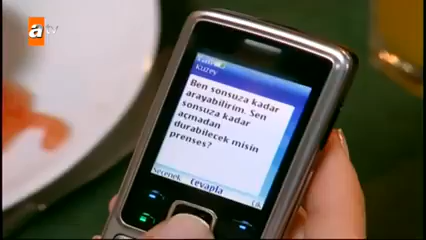 atv
Kuzey
Ben sonsuza kadar
arayabilirim. Sen
sonsuza kadar
açmadan
durabilecek misin
prenses?
Seçenek Cevapla